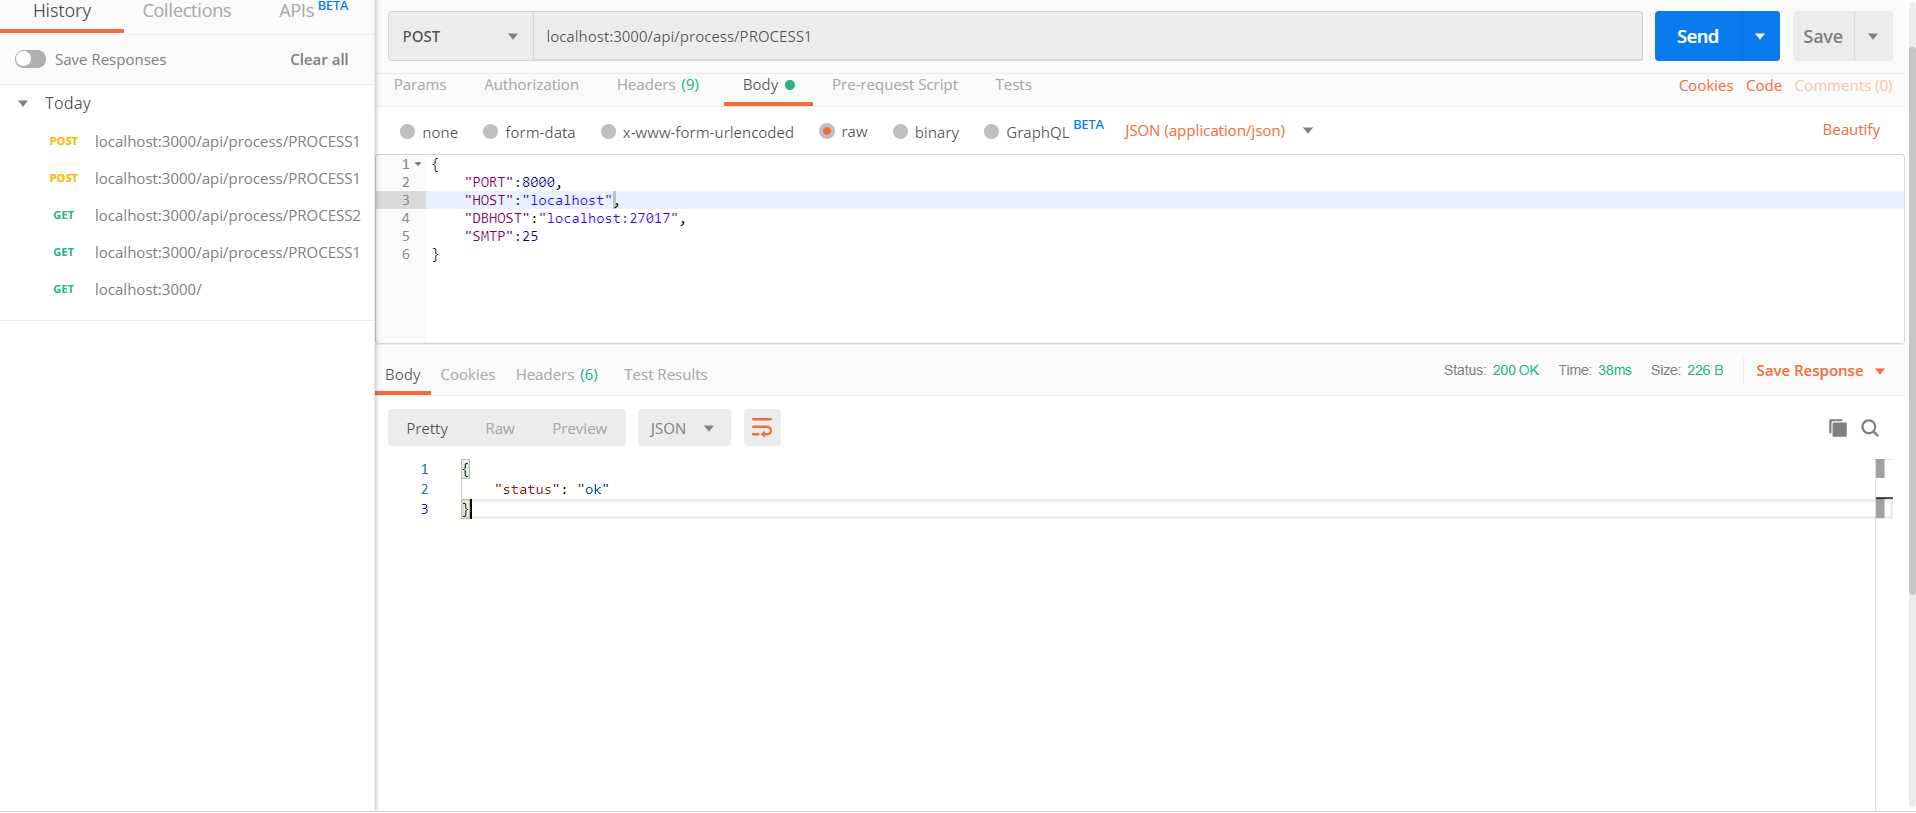 History Collections APIs BETA
Save Responses Clear all
Today
POST localhost:3000/api/process/PROCESS1
POST localhost:3000/api/process/PROCESS1
GET localhost:3000/api/process/PROCESS2
GET localhost:3000/api/process/PROCESS1
GET localhost:3000/
POST localhost:3000/api/process/PROCESS1 Send Save
Params Authorization Headers (9) Body Pre-request Script Tests Cookies Code Comments (0)
none form-data x-www-form-urlencoded raw binary GraphQL BETA JSON (application/json) Beautify
1 {
2 "PORT":8000,
3 "HOST":"localhost",
4 "DBHOST":"localhost:27017",
5 "SMTP":25
6 }
Body Cookies Headers (6) Test Results Status: 200 OK Time: 38ms Size: 226 B Save Response
Pretty Raw Preview JSON
1 {
2 "status": "ok"
3 }